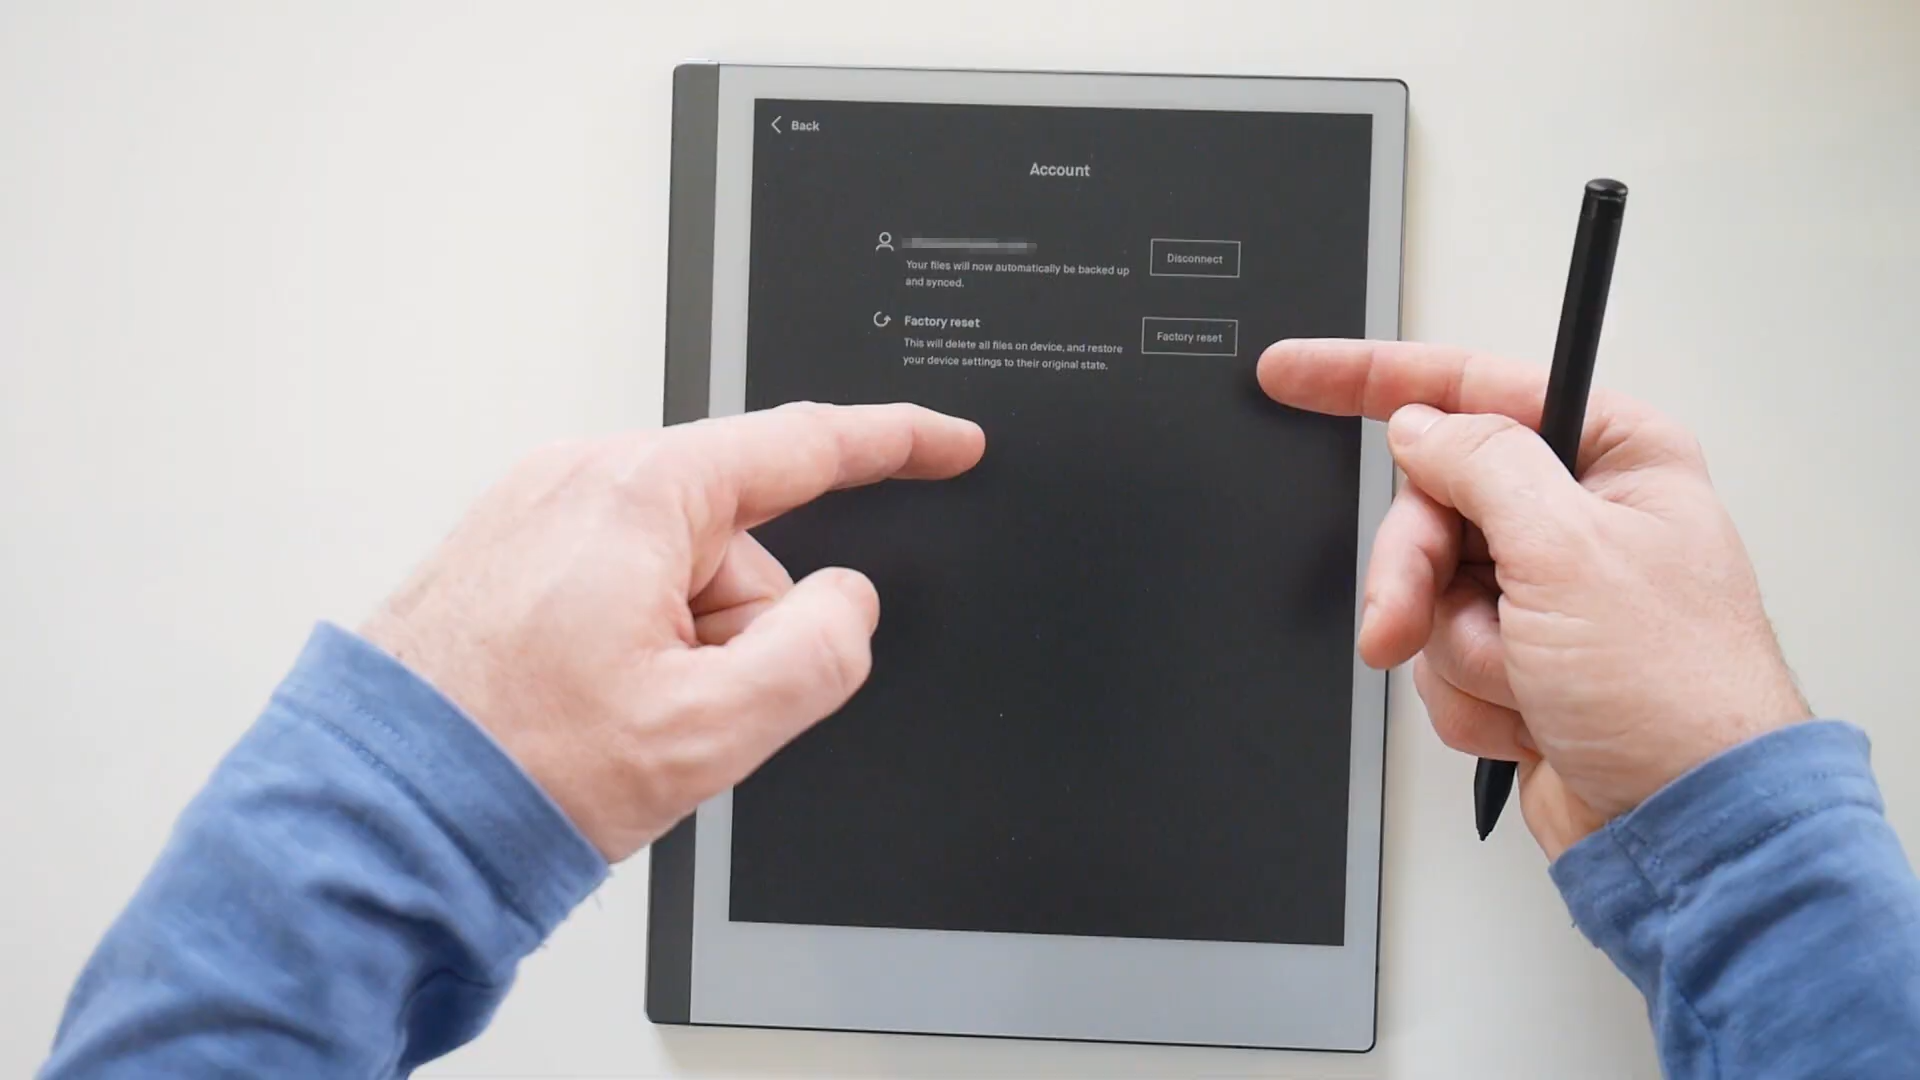 Back
Account
Your files will now automatically be backed up
and synced.
Disconnect
Factory reset
This will delete all files on device, and restore
your device settings to their original state.
Factory reset